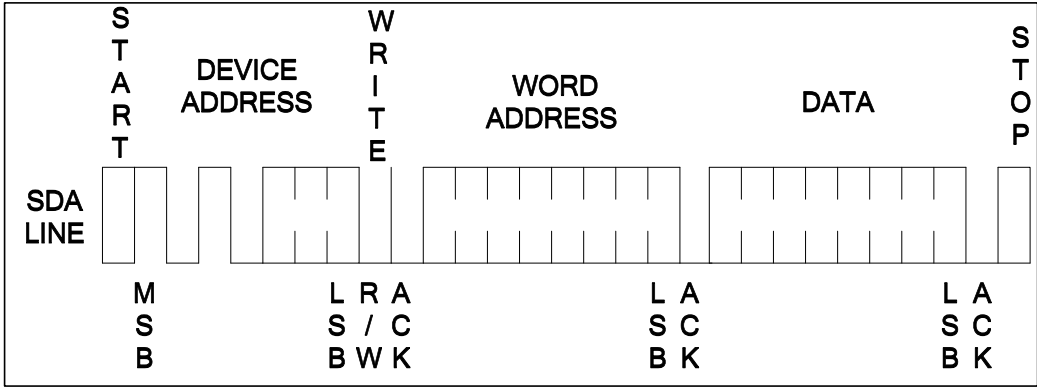 START
WRITE
STOP
DEVICE
ADDRESS
WORD
ADDRESS
DATA
SDA
LINE
MSB
LSB
R/W
ACK
LSB
ACK
LSB
ACK